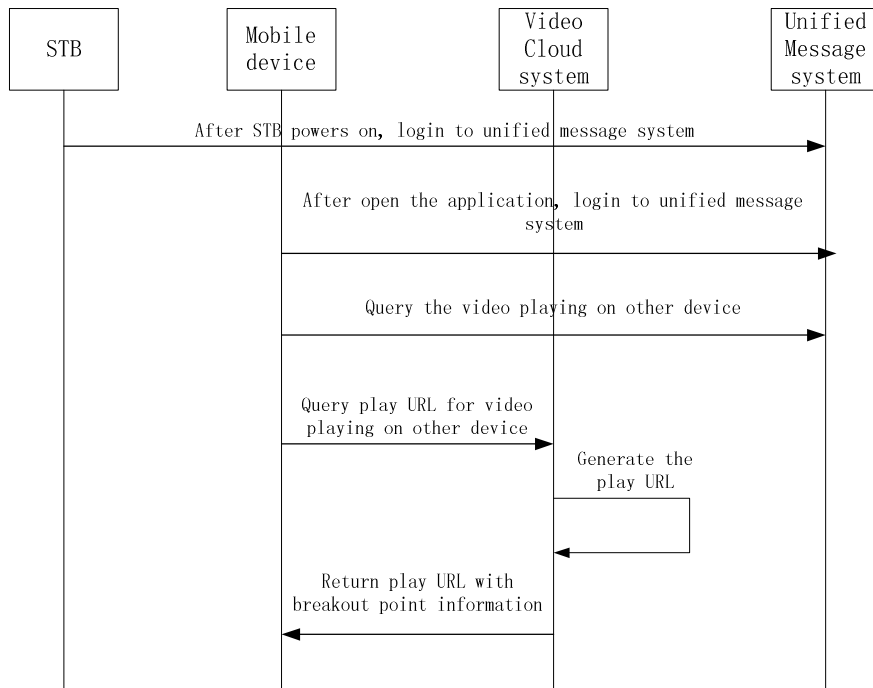 STB
Mobile
device
Video
Cloud
system
Unified
Message
system
After STB powers on, login to unified message system
After open the application, login to unified message
system
Query the video playing on other device
Query play URL for video
playing on other device
Generate the
play URL
Return play URL with
breakout point information